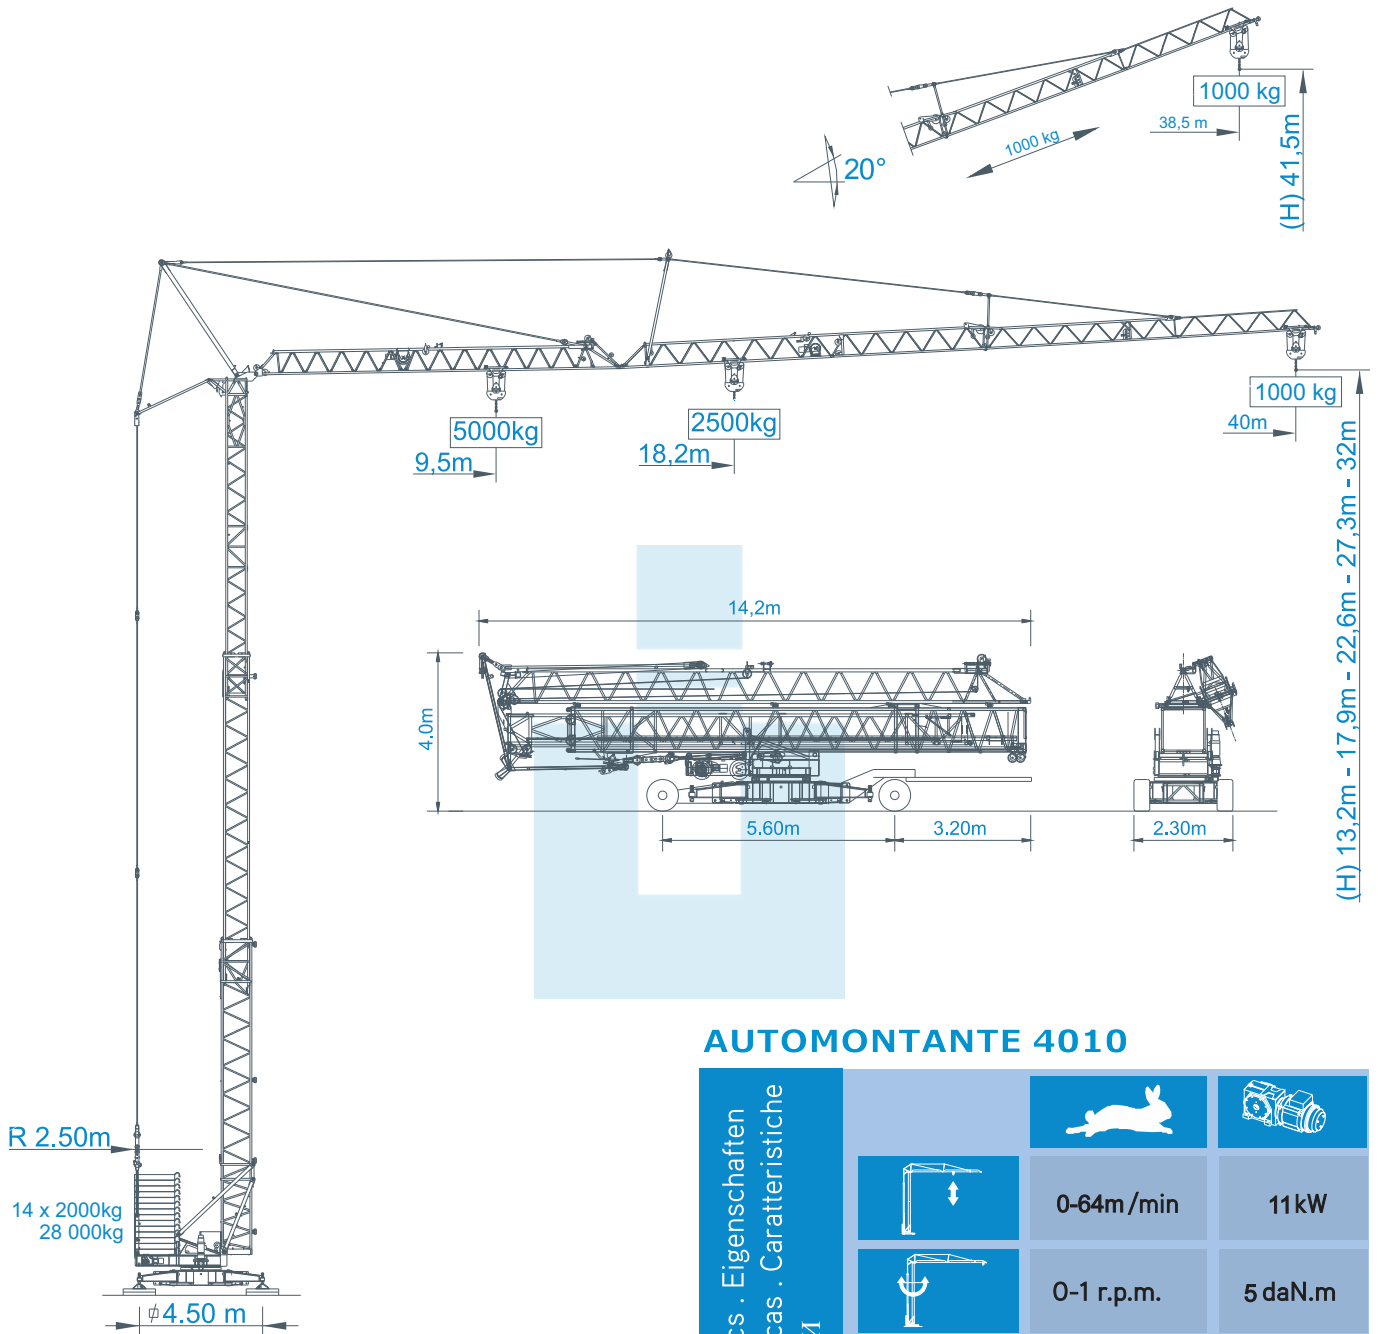 1000 kg
38,5 m
1000 kg
20°
(H) 41,5m
5000kg
9,5m
2500kg
18,2m
1000 kg
40m
(H) 13,2m - 17,9m - 22,6m - 27,3m - 32m
14,2m
4.0m
5.60m
3.20m
2.30m
R 2.50m
14 x 2000kg
28 000kg
4.50 m
AUTOMONTANTE 4010
. Eigenschaften
. Caratteristiche
0-64m/min
11kW
0-1 r.p.m.
5 daN.m